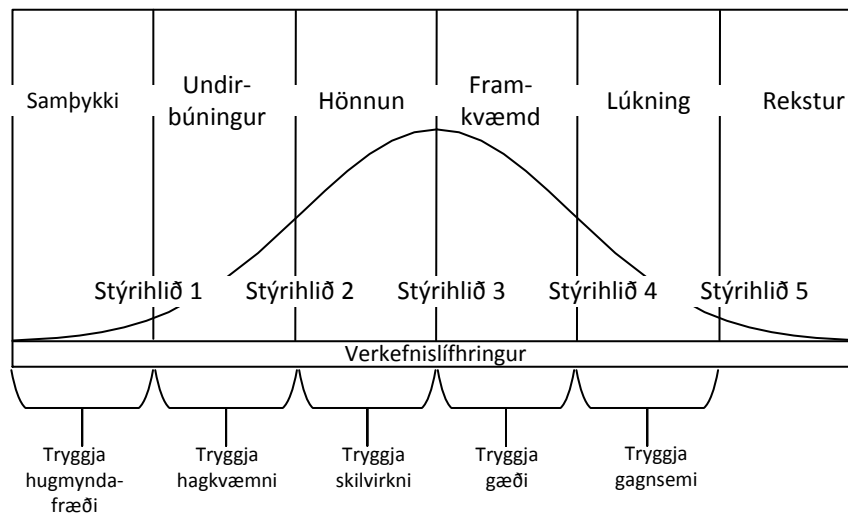 Samþykki
Undir-
búningur
Hönnun
Fram-
kvæmd
Lúkning
Rekstur
Stýrihlið 1
Stýrihlið 2
Stýrihlið 3
Stýrihlið 4
Stýrihlið 5
Verkefnislífhringur
Tryggja
hugmynda-
fræði
Tryggja
hagkvæmni
Tryggja
skilvirkni
Tryggja
gæði
Tryggja
gagnsemi